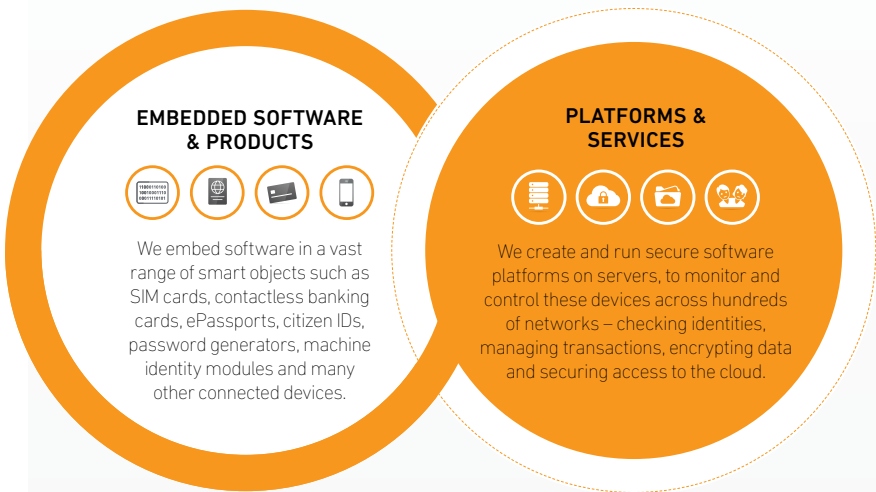 EMBEDDED SOFTWARE
& PRODUCTS
11000110100
10010001110
00011110101
We embed software in a vast
range of smart objects such as
SIM cards, contactless banking
cards, ePassports, citizen IDs,
password generators, machine
identity modules and many
other connected devices.
PLATFORMS &
SERVICES
We create and run secure software
platforms on servers, to monitor and
control these devices across hundreds
of networks – checking identities,
managing transactions, encrypting data
and securing access to the cloud.